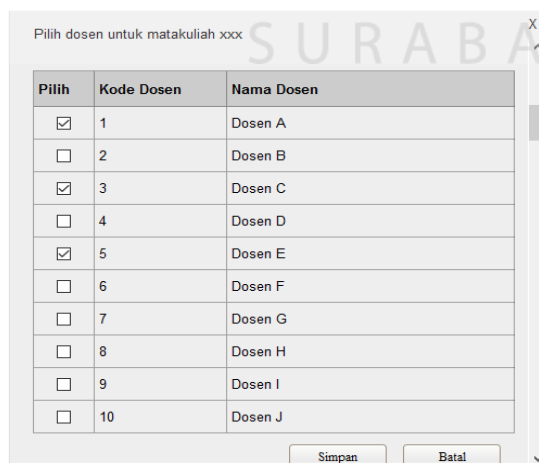 X
Pilih dosen untuk matakuliah xxx
SURABA
Pilih Kode Dosen Nama Dosen
1 Dosen A
2 Dosen B
3 Dosen C
4 Dosen D
5 Dosen E
6 Dosen F
7 Dosen G
8 Dosen H
9 Dosen I
10 Dosen J
Simpan Batal